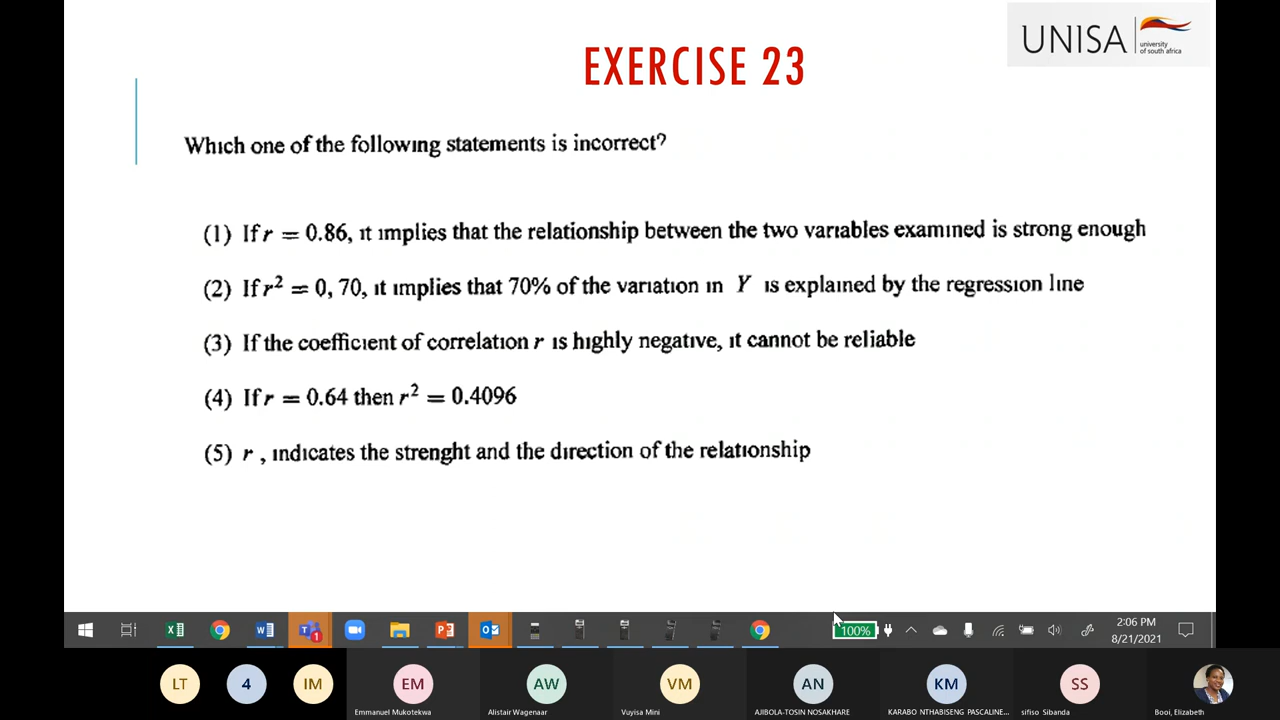 UNISA
university
of south africa
EXERCISE 23
Which one of the following statements is incorrect?
(1) If r = 0.86, it implies that the relationship between the two variables examined is strong enough
(2) If r² = 0, 70, it implies that 70% of the variation in Y is explained by the regression line
(3) If the coefficient of correlation r is highly negative, it cannot be reliable
(4) If r = 0.64 then r² = 0.4096
(5) r , indicates the strenght and the direction of the relationship
1
100%
2:06 PM
8/21/2021
LT
4
IM
EM
AW
VM
AN
KM
SS
Emmanuel Mukotekwa
Alistair Wagenaar
Vuyisa Mini
AJIBOLA-TOSIN NOSAKHARE
KARABO NTHABISENG PASCALINE...
sifiso Sibanda
Booi, Elizabeth